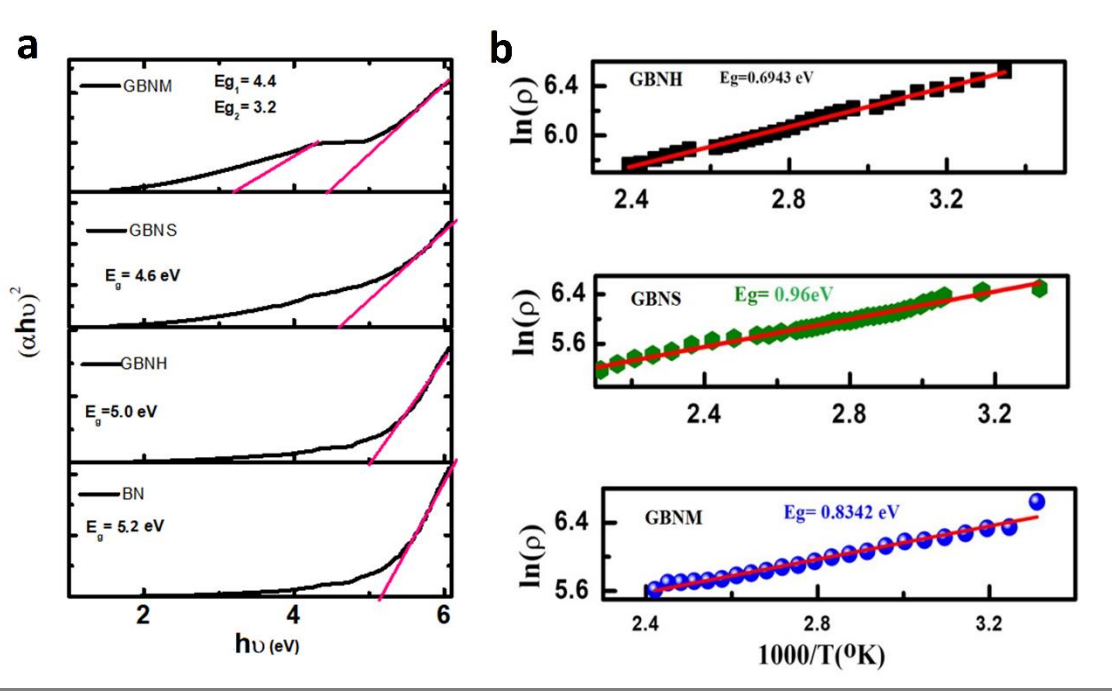 a
GBNM
Eg1= 4.4
Eg2= 3.2
GBNS
Eg= 4.6 eV
GBNH
Eg=5.0 eV
BN
Eg= 5.2 eV
(αhυ)2
2 4 6
hυ (eV)
b
GBNH Eg=0.6943 eV
ln(ρ)
6.4
6.0
2.4 2.8 3.2
GBNS Eg= 0.96eV
ln(ρ)
6.4
5.6
2.4 2.8 3.2
GBNM Eg= 0.8342 eV
ln(ρ)
6.4
5.6
2.4 2.8 3.2
1000/T(⁰K)